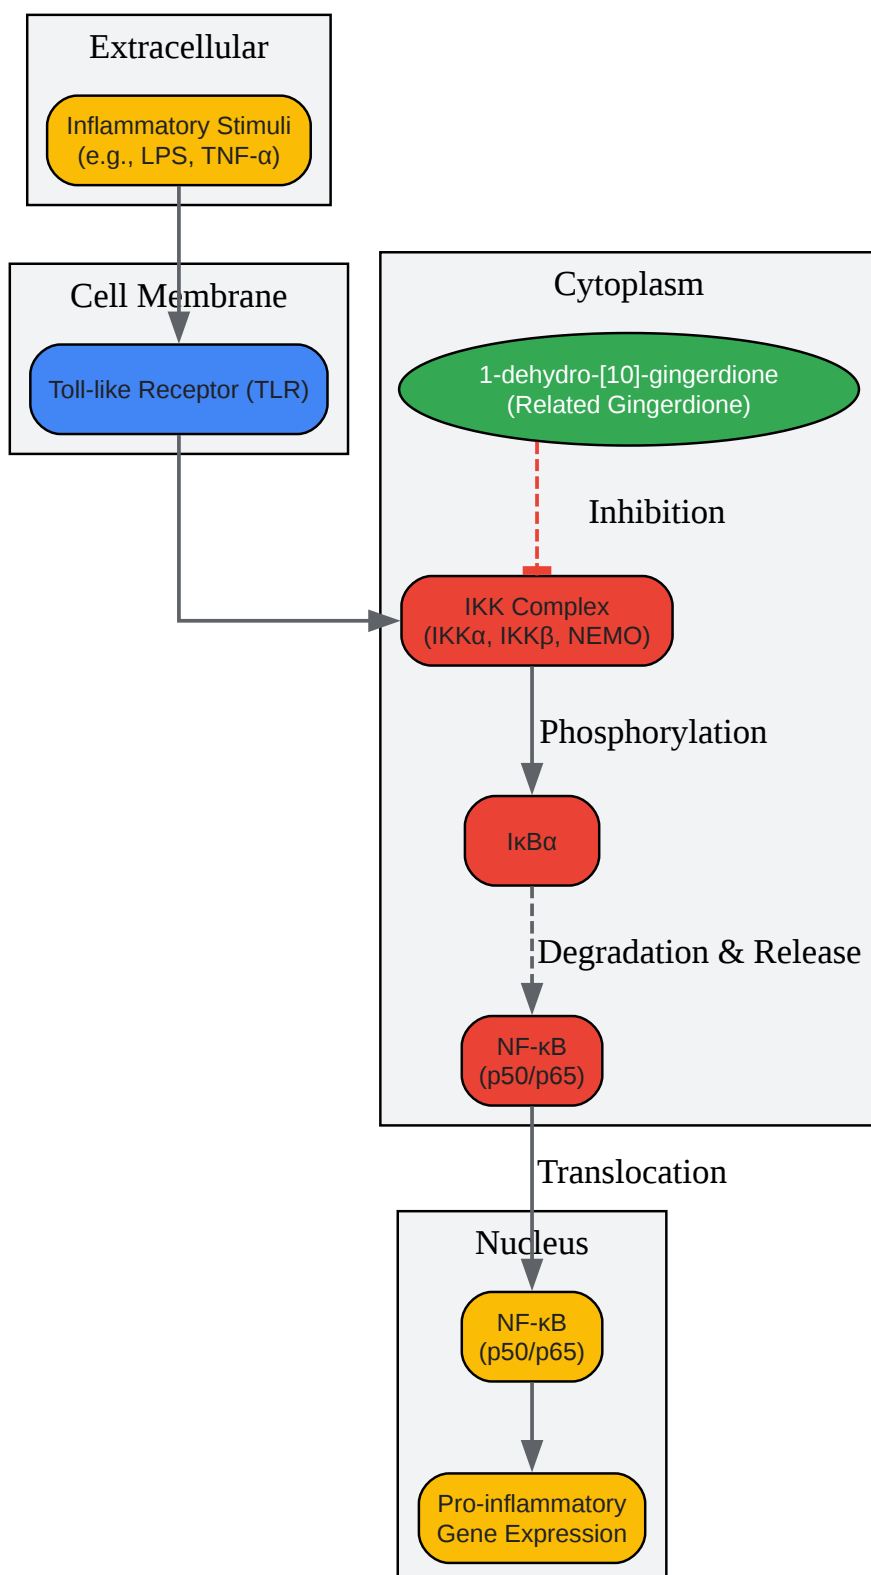 Extracellular
Inflammatory Stimuli
(e.g., LPS, TNF-α)
Cell Membrane
Toll-like Receptor (TLR)
Cytoplasm
1-dehydro-[10]-gingerdione
(Related Gingerdione)
Inhibition
IKK Complex
(IKKα, IKKβ, NEMO)
Phosphorylation
IκBα
Degradation & Release
NF-κB
(p50/p65)
Translocation
Nucleus
NF-κB
(p50/p65)
Pro-inflammatory
Gene Expression